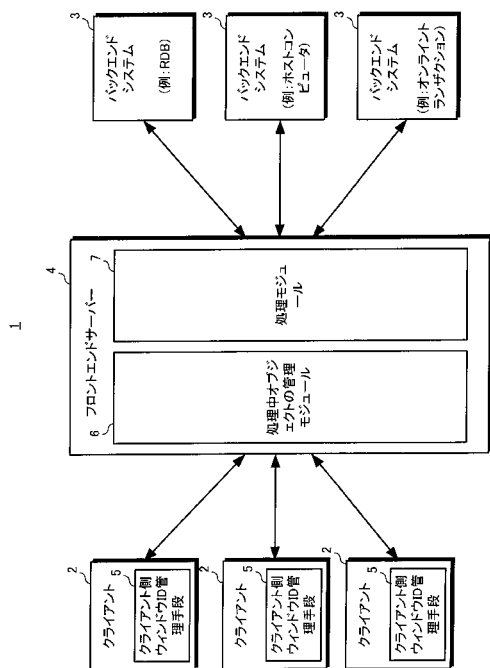 1
2
クライアント
5
クライアント側
ウィンドウID管
理手段
2
クライアント
5
クライアント側
ウィンドウID管
理手段
2
クライアント
5
クライアント側
ウィンドウID管
理手段
4
フロントエンドサーバー
6
処理中オブジ
ェクトの管理
モジュール
7
処理モジュ
ール
3
バックエンド
システム
(例:RDB)
3
バックエンド
システム
(例:ホストコン
ピュータ)
3
バックエンド
システム
(例:オンライント
ランザクション)